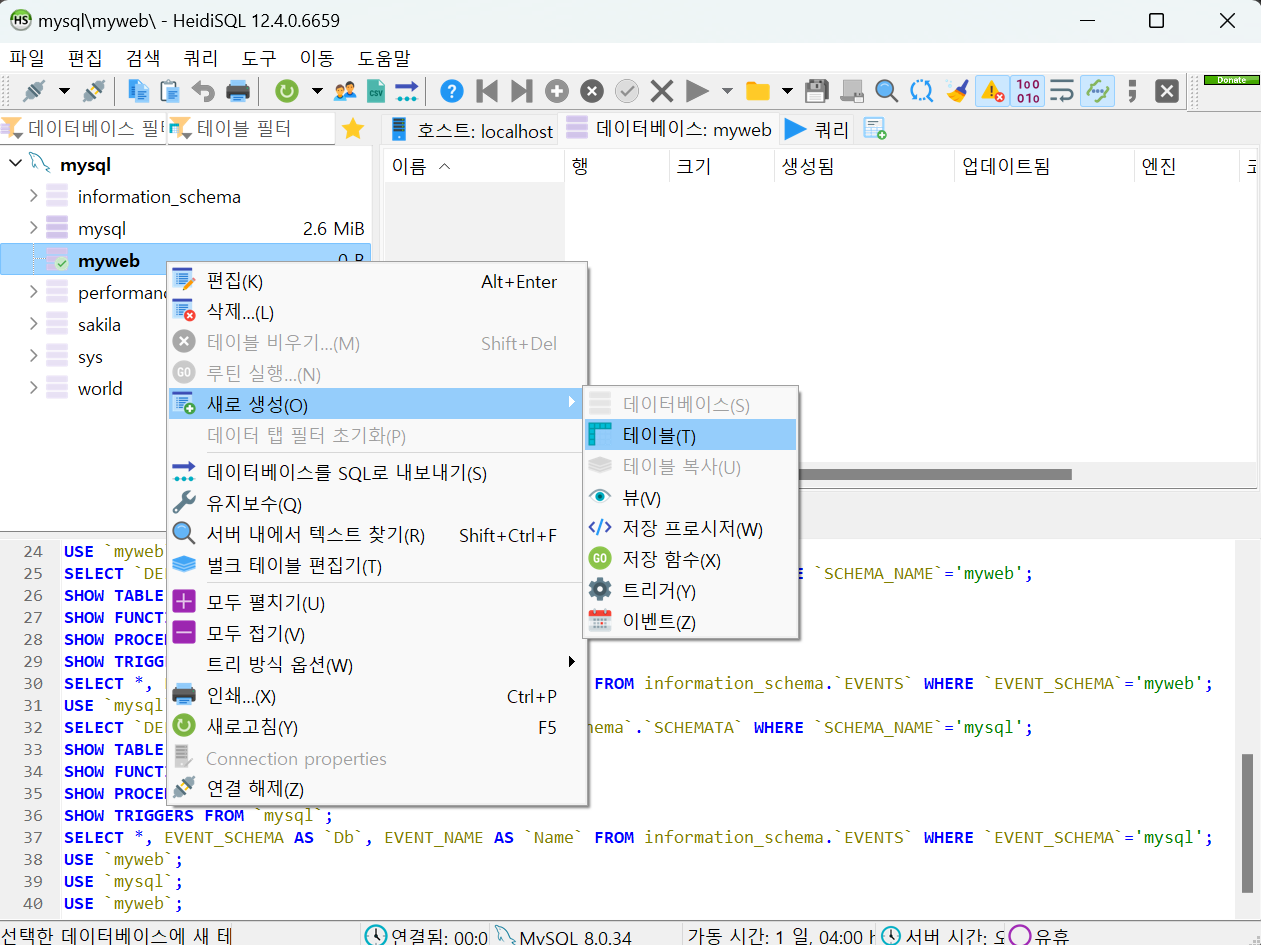 mysql\myweb\ - HeidiSQL 12.4.0.6659
파일 편집 검색 쿼리 도구 이동 도움말
Donate
데이터베이스 필터 테이블 필터
호스트: localhost 데이터베이스: myweb 쿼리
mysql
이름 행 크기 생성됨 업데이트됨 엔진
information_schema
mysql 2.6 MiB
myweb 0 B
performanc
sakila
sys
world
편집(K) Alt+Enter
삭제...(L)
테이블 비우기...(M) Shift+Del
루틴 실행...(N)
새로 생성(O)
데이터 탭 필터 초기화(P)
데이터베이스를 SQL로 내보내기(S)
유지보수(Q)
서버 내에서 텍스트 찾기(R) Shift+Ctrl+F
벌크 테이블 편집기(T)
모두 펼치기(U)
모두 접기(V)
트리 방식 옵션(W)
인쇄...(X) Ctrl+P
새로고침(Y) F5
Connection properties
연결 해제(Z)
데이터베이스(S)
테이블(T)
테이블 복사(U)
뷰(V)
저장 프로시저(W)
저장 함수(X)
트리거(Y)
이벤트(Z)
24 USE `myweb
25 SELECT `DE `SCHEMA_NAME`='myweb';
26 SHOW TABLE
27 SHOW FUNCT
28 SHOW PROCE
29 SHOW TRIGG
30 SELECT *, FROM information_schema.`EVENTS` WHERE `EVENT_SCHEMA`='myweb';
31 USE `mysql
32 SELECT `DE hema`.`SCHEMATA` WHERE `SCHEMA_NAME`='mysql';
33 SHOW TABLE
34 SHOW FUNCT
35 SHOW PROCE
36 SHOW TRIGGERS FROM `mysql`;
37 SELECT *, EVENT_SCHEMA AS `Db`, EVENT_NAME AS `Name` FROM information_schema.`EVENTS` WHERE `EVENT_SCHEMA`='mysql';
38 USE `myweb`;
39 USE `mysql`;
40 USE `myweb`;
선택한 데이터베이스에 새 테 연결됨: 00:0 MySQL 8.0.34 가동 시간: 1 일, 04:00 서버 시간: 오 유휴